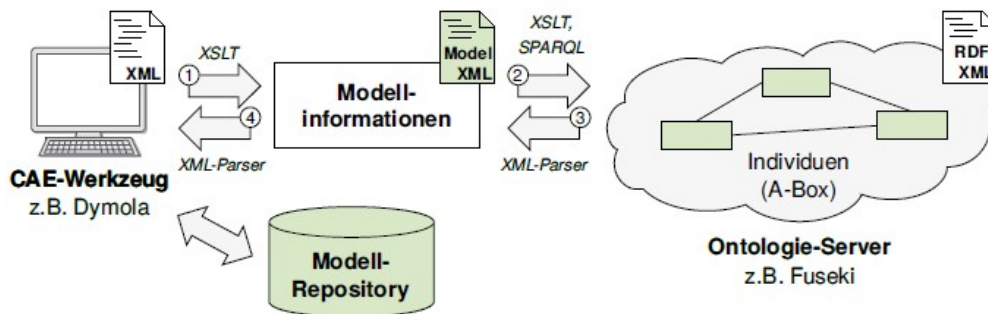 XML
CAE-Werkzeug
z.B. Dymola
XSLT
1
4
XML-Parser
Modell-
informationen
Model
XML
XSLT,
SPARQL
2
3
XML-Parser
RDF
XML
Individuen
(A-Box)
Ontologie-Server
z.B. Fuseki
Modell-
Repository